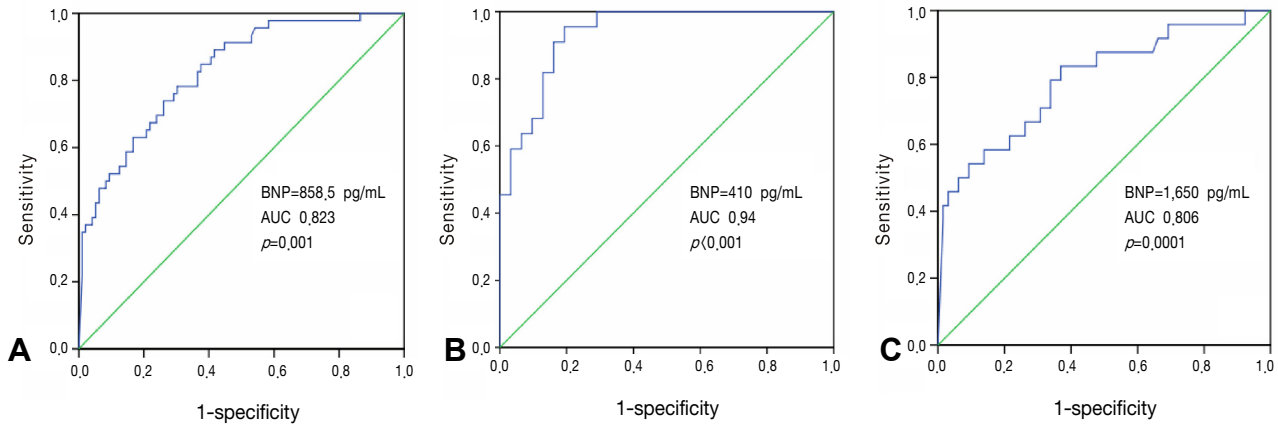 A
Sensitivity
1.0
0.8
0.6
0.4
0.2
0.0
BNP=858.5 pg/mL
AUC 0.823
p=0.001
0.0 0.2 0.4 0.6 0.8 1.0
1-specificity
B
Sensitivity
1.0
0.8
0.6
0.4
0.2
0.0
BNP=410 pg/mL
AUC 0.94
p<0.001
0.0 0.2 0.4 0.6 0.8 1.0
1-specificity
C
Sensitivity
1.0
0.8
0.6
0.4
0.2
0.0
BNP=1,650 pg/mL
AUC 0.806
p=0.0001
0.0 0.2 0.4 0.6 0.8 1.0
1-specificity